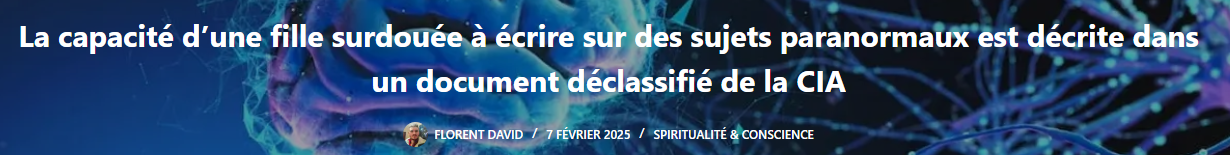 La capacité d’une fille surdouée à écrire sur des sujets paranormaux est décrite dans
un document déclassifié de la CIA
FLORENT DAVID / 7 FÉVRIER 2025 / SPIRITUALITÉ & CONSCIENCE